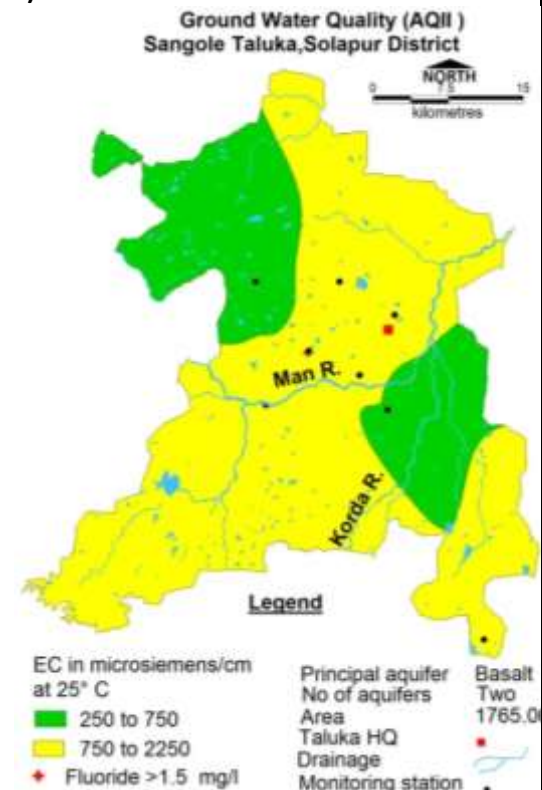 Ground Water Quality (AQII )
Sangole Taluka,Solapur District
NORTH
0 7.5 15
kilometres
Man R.
Korda R.
Legend
EC in microsiemens/cm
at 25° C
250 to 750
750 to 2250
Fluoride >1.5 mg/l
Principal aquifer Basalt
No of aquifers Two
Area 1765.0
Taluka HQ
Drainage
Monitoring station